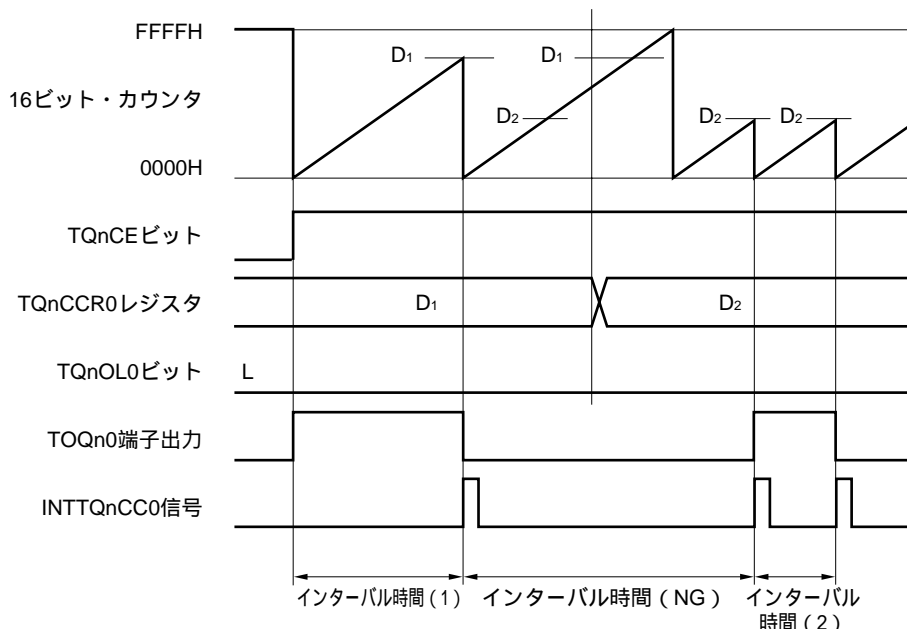 FFFFH
D1
D1
16ビット・カウンタ
D2
D2
D2
0000H
TQnCEビット
TQnCCR0レジスタ
D1
D2
TQnOL0ビット
L
TOQn0端子出力
INTTQnCC0信号
インターバル時間（1）
インターバル時間（NG）
インターバル
時間（2）